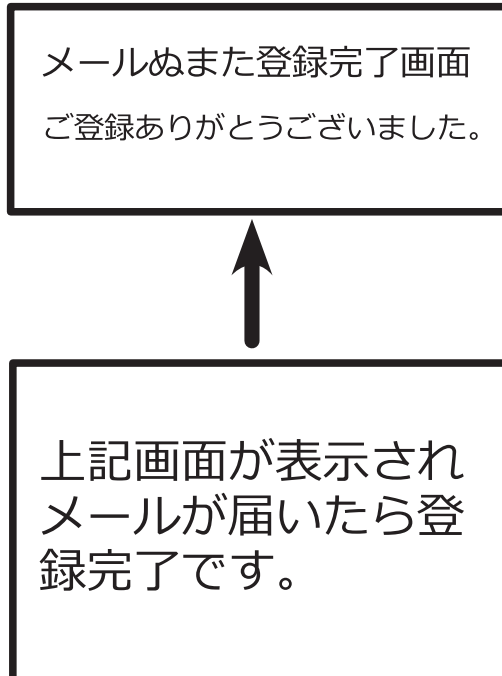 メールぬまた登録完了画面
ご登録ありがとうございました。
上記画面が表示され
メールが届いたら登
録完了です。